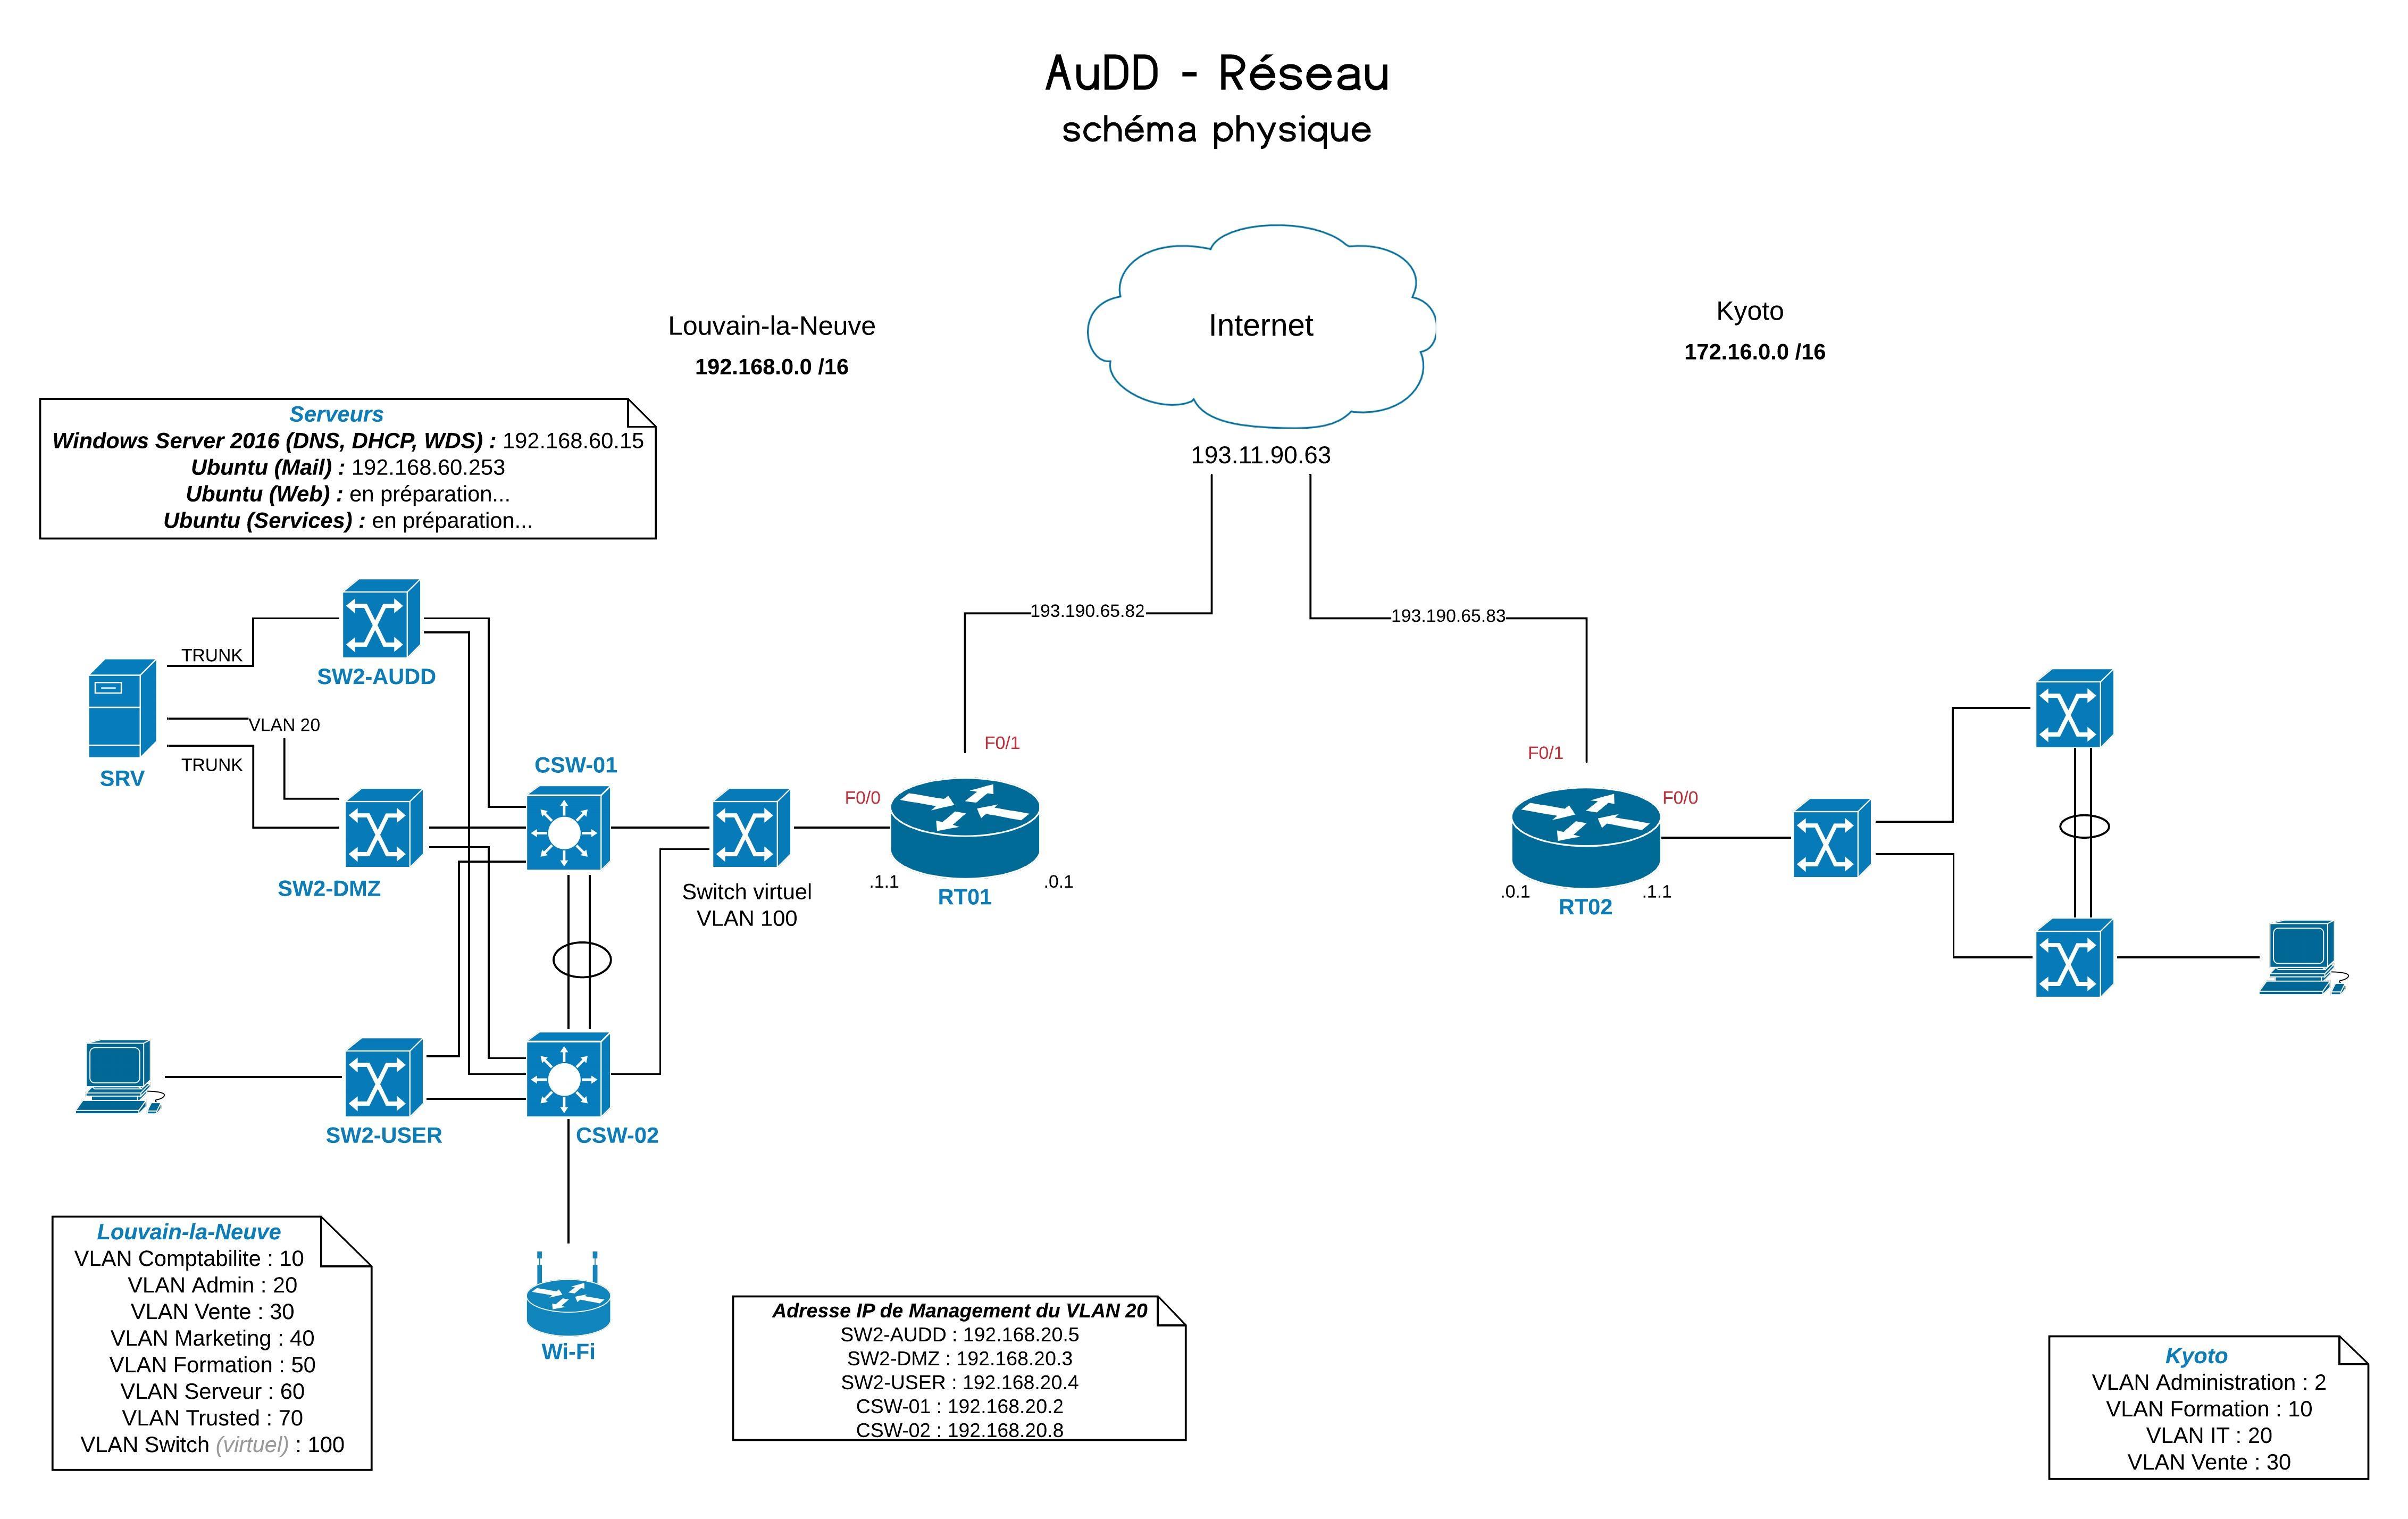 AuDD - Réseau
schéma physique
Internet
193.11.90.63
Louvain-la-Neuve
192.168.0.0 /16
Kyoto
172.16.0.0 /16
Serveurs
Windows Server 2016 (DNS, DHCP, WDS) : 192.168.60.15
Ubuntu (Mail) : 192.168.60.253
Ubuntu (Web) : en préparation...
Ubuntu (Services) : en préparation...
193.190.65.82
193.190.65.83
TRUNK
SW2-AUDD
VLAN 20
TRUNK
SRV
SW2-DMZ
CSW-01
Switch virtuel
VLAN 100
F0/0
F0/1
.1.1
RT01
.0.1
F0/1
F0/0
.0.1
RT02
.1.1
SW2-USER
CSW-02
Wi-Fi
Louvain-la-Neuve
VLAN Comptabilite : 10
VLAN Admin : 20
VLAN Vente : 30
VLAN Marketing : 40
VLAN Formation : 50
VLAN Serveur : 60
VLAN Trusted : 70
VLAN Switch (virtuel) : 100
Adresse IP de Management du VLAN 20
SW2-AUDD : 192.168.20.5
SW2-DMZ : 192.168.20.3
SW2-USER : 192.168.20.4
CSW-01 : 192.168.20.2
CSW-02 : 192.168.20.8
Kyoto
VLAN Administration : 2
VLAN Formation : 10
VLAN IT : 20
VLAN Vente : 30